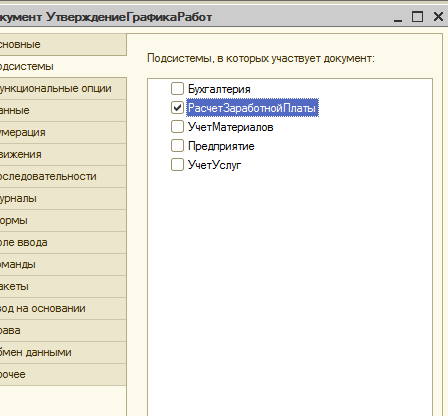 кумент УтверждениеГрафикаРабот
сновные
одсистемы
ункциональные опции
анные
умерация
вижения
оследовательности
урналы
ормы
оле ввода
оманды
акеты
вод на основании
рава
бмен данными
рочее
Подсистемы, в которых участвует документ:
Бухгалтерия
РасчетЗаработнойПлаты
УчетМатериалов
Предприятие
УчетУслуг